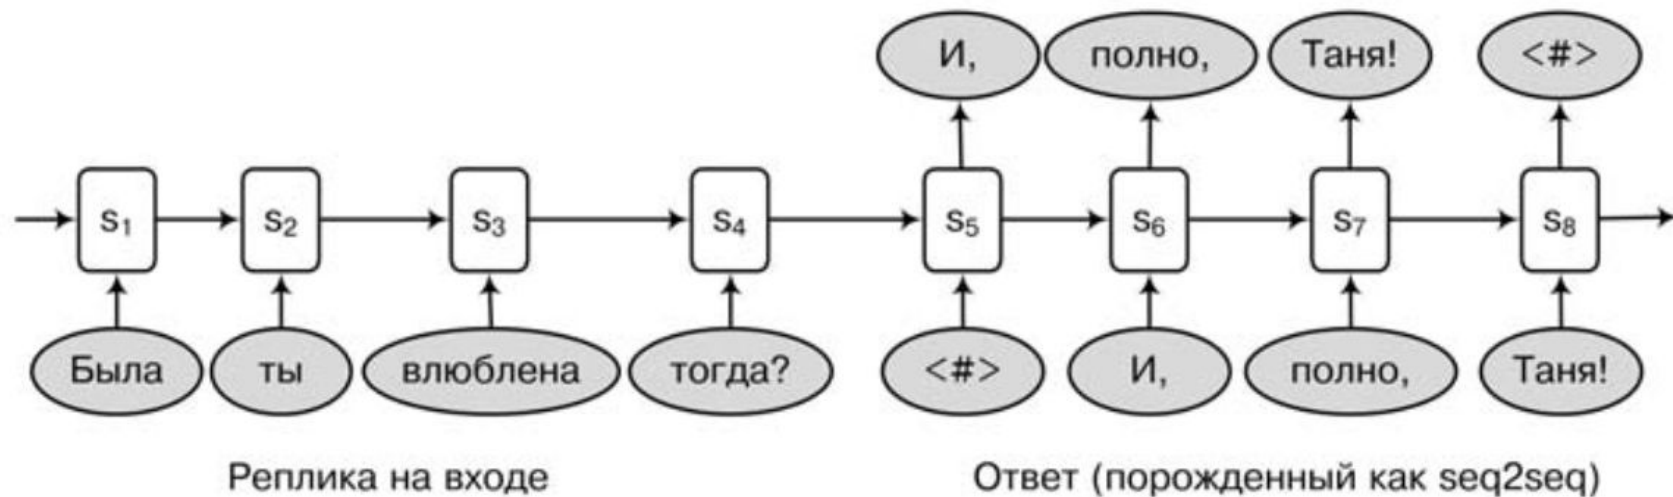 И, полно, Таня! <#>
s₁ s₂ s₃ s₄ s₅ s₆ s₇ s₈
Была ты влюблена тогда? <#> И, полно, Таня!
Реплика на входе Ответ (порожденный как seq2seq)